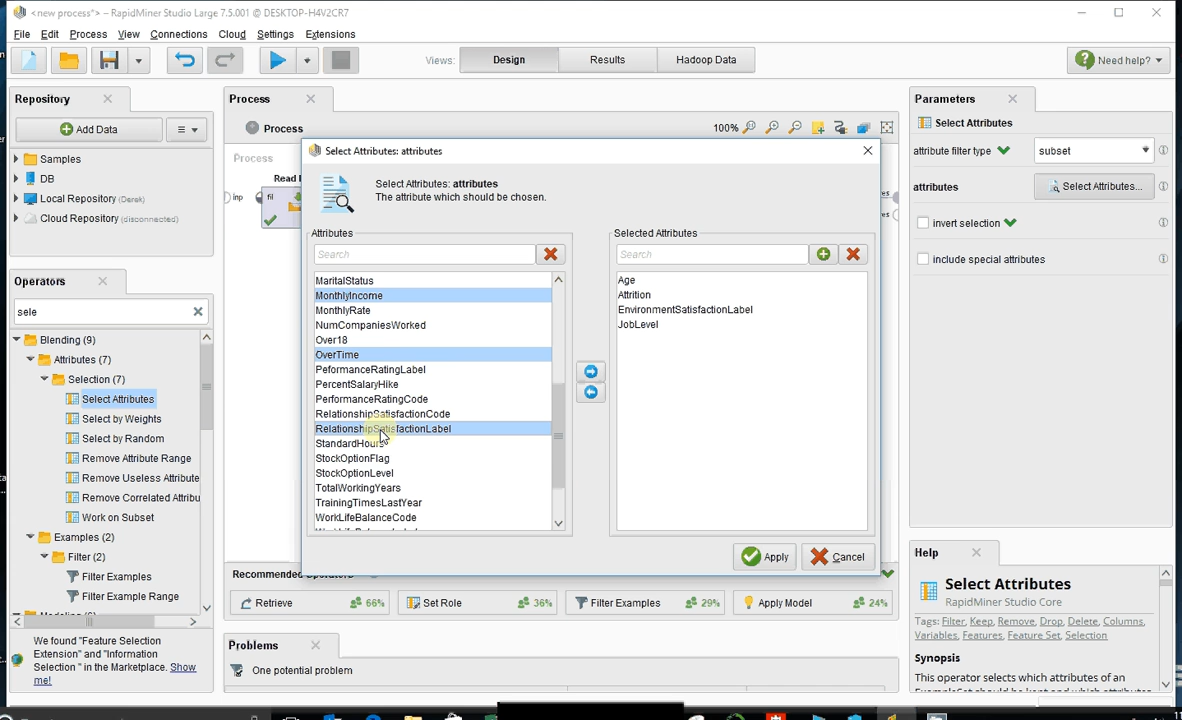 <new process*> – RapidMiner Studio Large 7.5.001 @ DESKTOP-H4V2CR7
File Edit Process View Connections Cloud Settings Extensions
Views: Design Results Hadoop Data
Need help?
Repository
Add Data
Samples
DB
Local Repository (Derek)
Cloud Repository (disconnected)
Operators
sele
Blending (9)
Attributes (7)
Selection (7)
Select Attributes
Select by Weights
Select by Random
Remove Attribute Range
Remove Useless Attribute
Remove Correlated Attribu
Work on Subset
Examples (2)
Filter (2)
Filter Examples
Filter Example Range
We found "Feature Selection
Extension" and "Information
Selection " in the Marketplace. Show
me!
Process
Process
100%
Process
inp
fil
Select Attributes: attributes
Select Attributes: attributes
The attribute which should be chosen.
Attributes
Search
MaritalStatus
MonthlyIncome
MonthlyRate
NumCompaniesWorked
Over18
OverTime
PeformanceRatingLabel
PercentSalaryHike
PerformanceRatingCode
RelationshipSatisfactionCode
RelationshipSatisfactionLabel
StandardHours
StockOptionFlag
StockOptionLevel
TotalWorkingYears
TrainingTimesLastYear
WorkLifeBalanceCode
Selected Attributes
Search
Age
Attrition
EnvironmentSatisfactionLabel
JobLevel
Apply
Cancel
Retrieve 66%
Set Role 36%
Filter Examples 29%
Apply Model 24%
Problems
One potential problem
Parameters
Select Attributes
attribute filter type subset
attributes Select Attributes...
invert selection
include special attributes
Help
Select Attributes
RapidMiner Studio Core
Tags: Filter, Keep, Remove, Drop, Delete, Columns,
Variables, Features, Feature Set, Selection
Synopsis
This operator selects which attributes of an